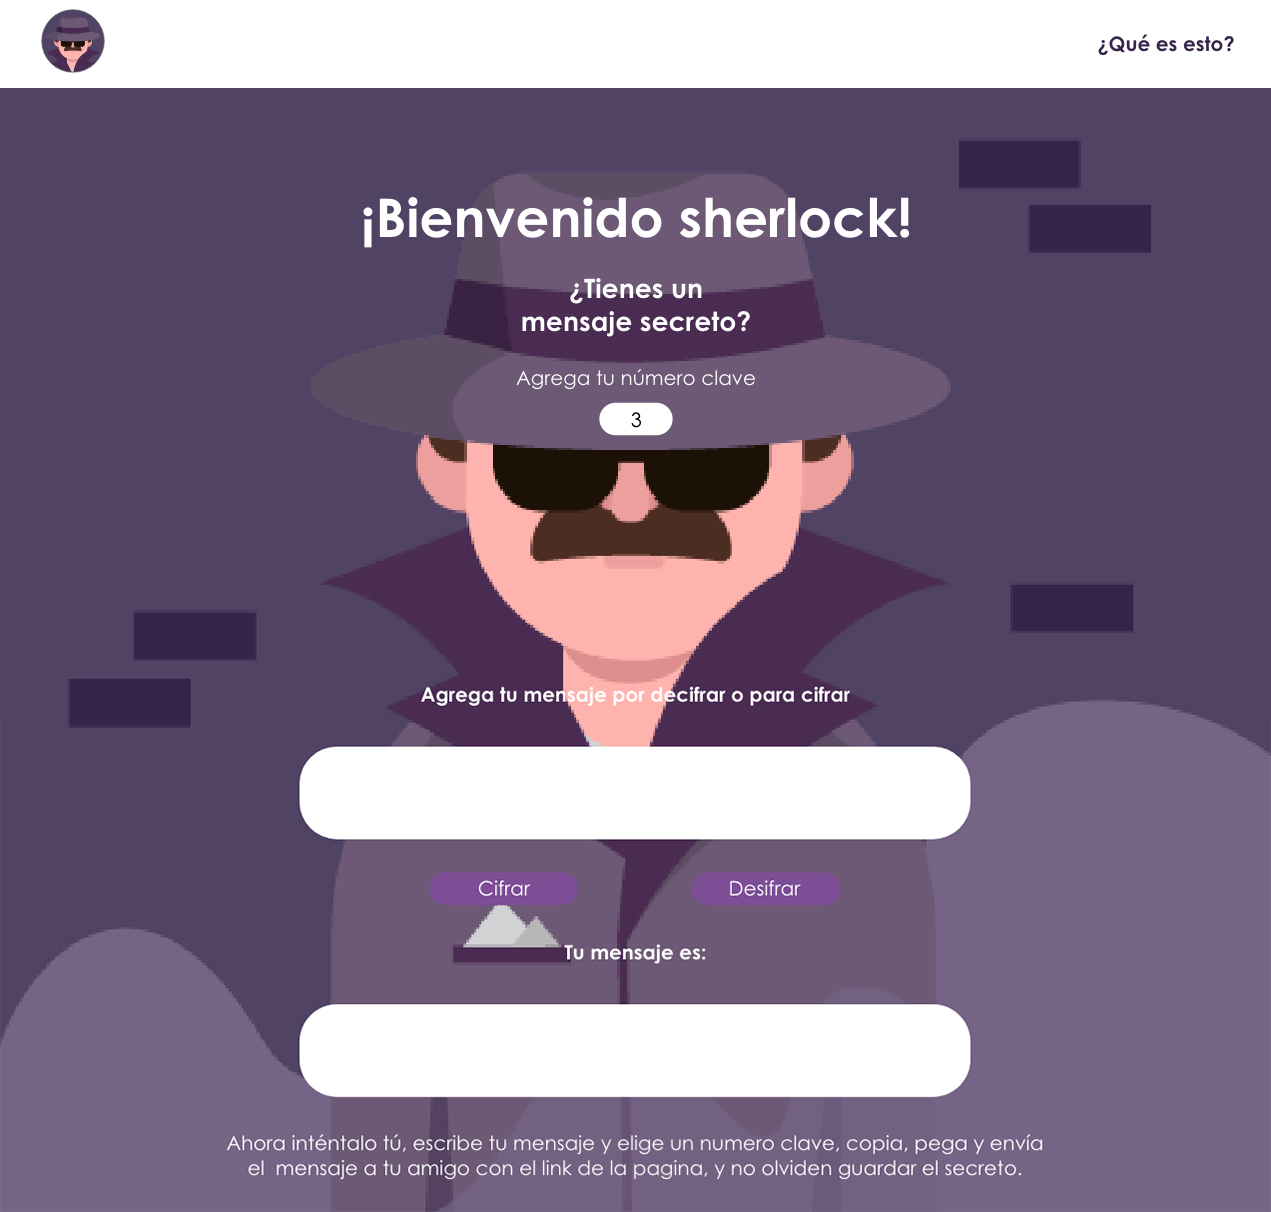 ¿Qué es esto?
¡Bienvenido sherlock!
¿Tienes un
mensaje secreto?
Agrega tu número clave
3
Agrega tu mensaje por decifrar o para cifrar
Cifrar Desifrar
Tu mensaje es:
Ahora inténtalo tú, escribe tu mensaje y elige un numero clave, copia, pega y envía
el mensaje a tu amigo con el link de la pagina, y no olviden guardar el secreto.